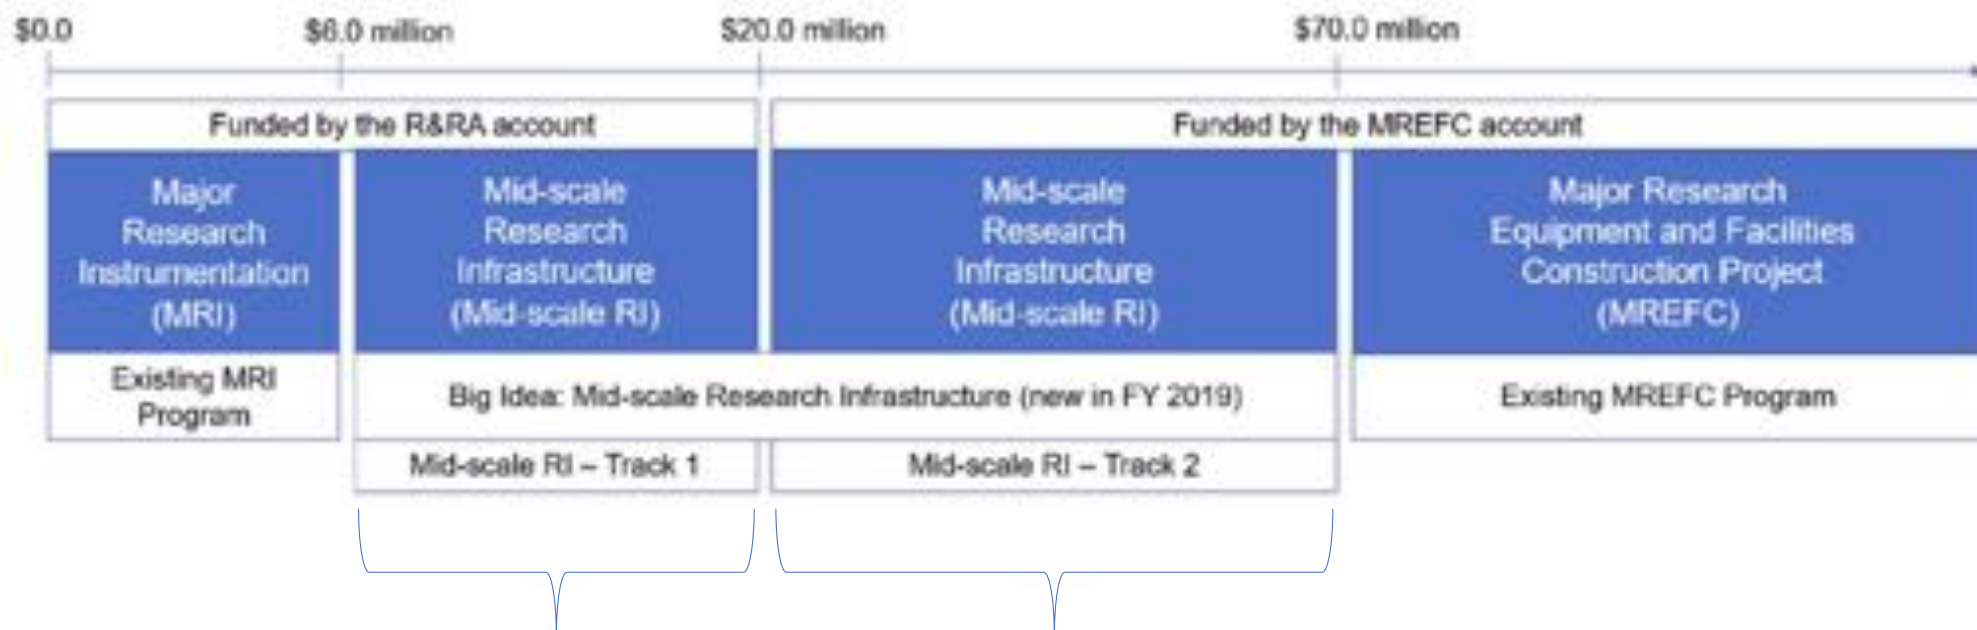 $0.0
$6.0 million
$20.0 million
$70.0 million
Funded by the R&RA account
Funded by the MREFC account
Major
Research
Instrumentation
(MRI)
Mid-scale
Research
Infrastructure
(Mid-scale RI)
Mid-scale
Research
Infrastructure
(Mid-scale RI)
Major Research
Equipment and Facilities
Construction Project
(MREFC)
Existing MRI
Program
Big Idea: Mid-scale Research Infrastructure (new in FY 2019)
Existing MREFC Program
Mid-scale RI – Track 1
Mid-scale RI – Track 2